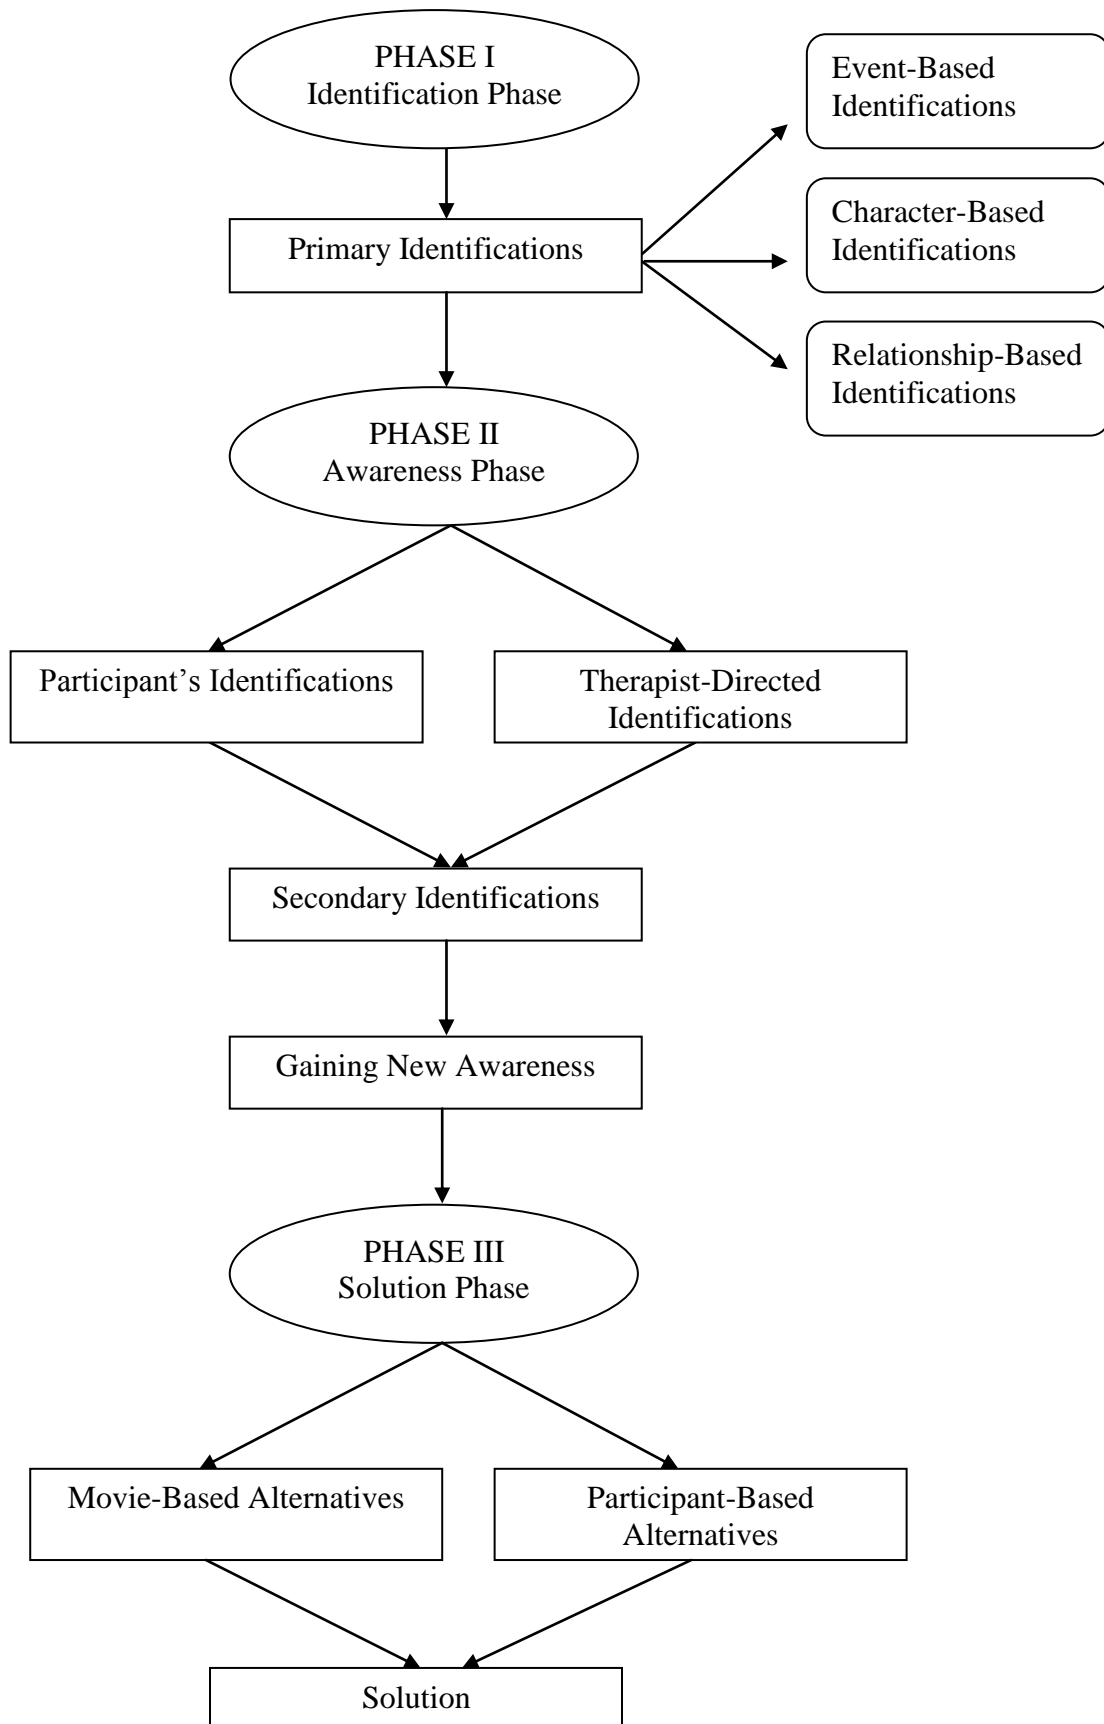 PHASE I
Identification Phase
Event-Based
Identifications
Primary Identifications
Character-Based
Identifications
Relationship-Based
Identifications
PHASE II
Awareness Phase
Participant’s Identifications
Therapist-Directed
Identifications
Secondary Identifications
Gaining New Awareness
PHASE III
Solution Phase
Movie-Based Alternatives
Participant-Based
Alternatives
Solution